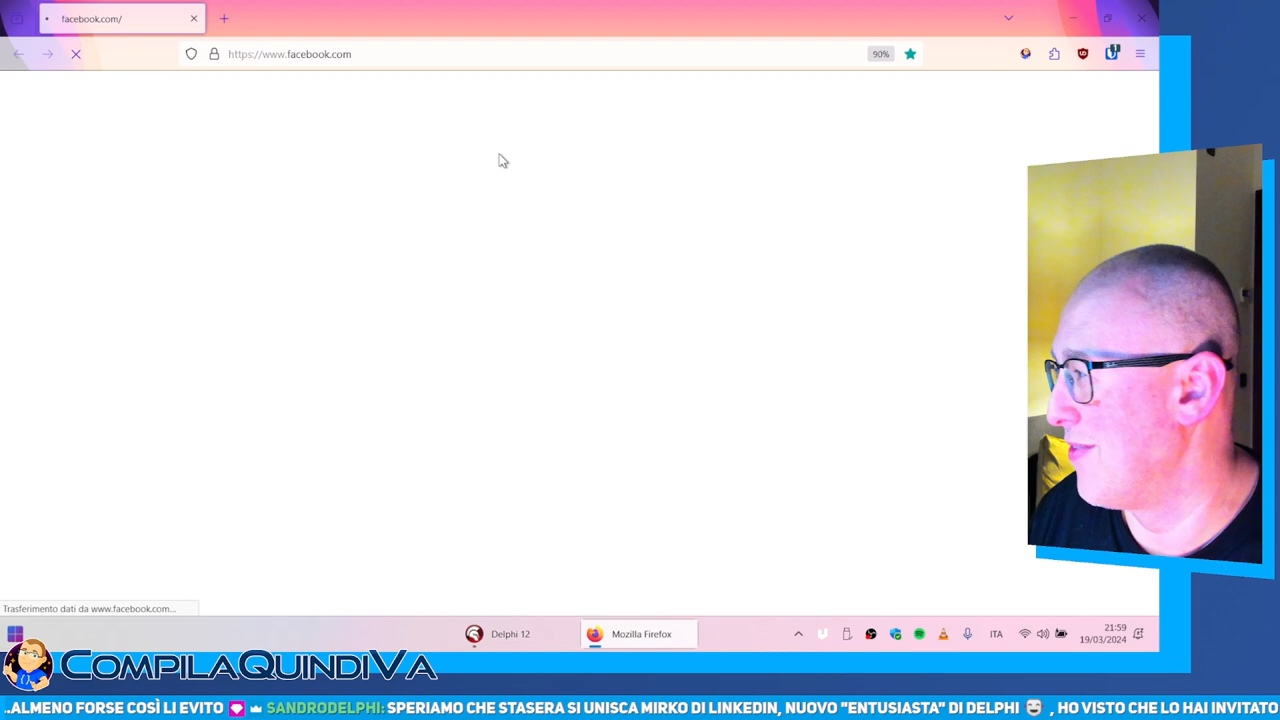 facebook.com/
https://www.facebook.com
90%
1
Trasferimento dati da www.facebook.com...
Delphi 12
Mozilla Firefox
ITA
21:59
19/03/2024
COMPILAQUINDIVA
..ALMENO FORSE COSÌ LI EVITO SANDRODELPHI: SPERIAMO CHE STASERA SI UNISCA MIRKO DI LINKEDIN, NUOVO "ENTUSIASTA" DI DELPHI , HO VISTO CHE LO HAI INVITATO